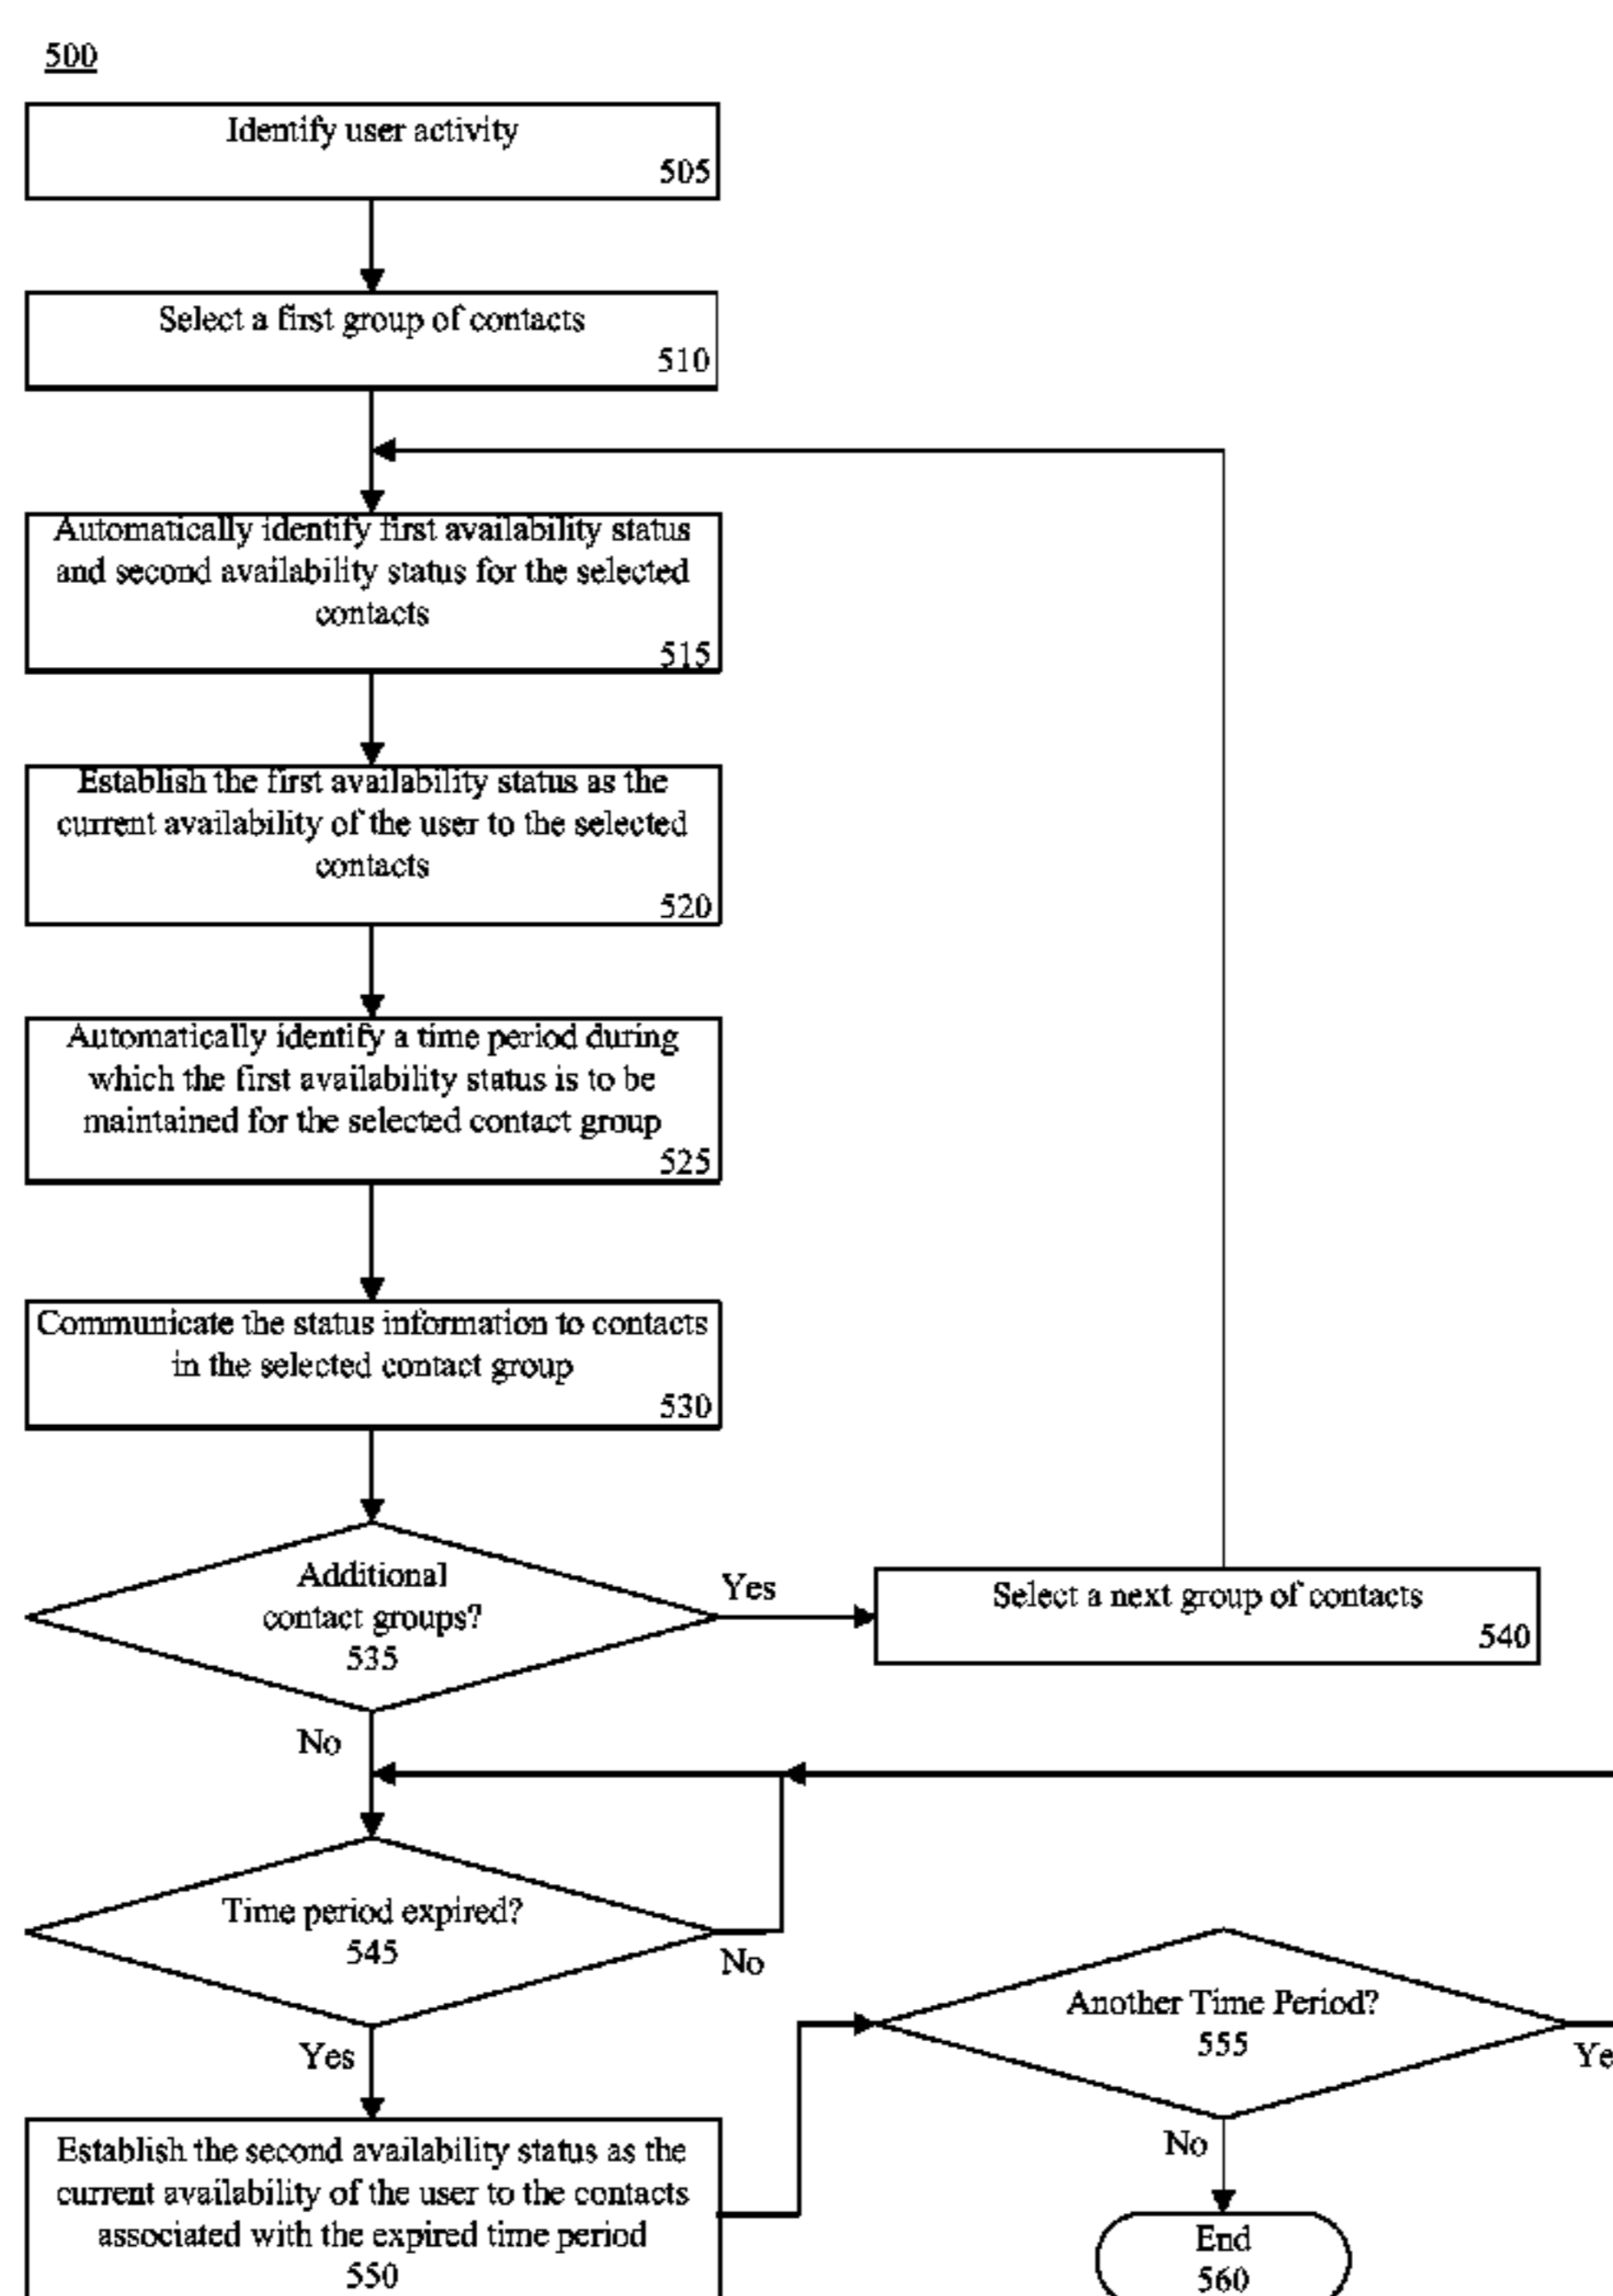 500
Identify user activity
505
Select a first group of contacts
510
Automatically identify first availability status
and second availability status for the selected
contacts
515
Establish the first availability status as the
current availability of the user to the selected
contacts
520
Automatically identify a time period during
which the first availability status is to be
maintained for the selected contact group
525
Communicate the status information to contacts
in the selected contact group
530
Additional
contact groups?
535
Yes
Select a next group of contacts
540
No
Time period expired?
545
No
Yes
Another Time Period?
555
Ye
No
Establish the second availability status as the
current availability of the user to the contacts
associated with the expired time period
550
End
560